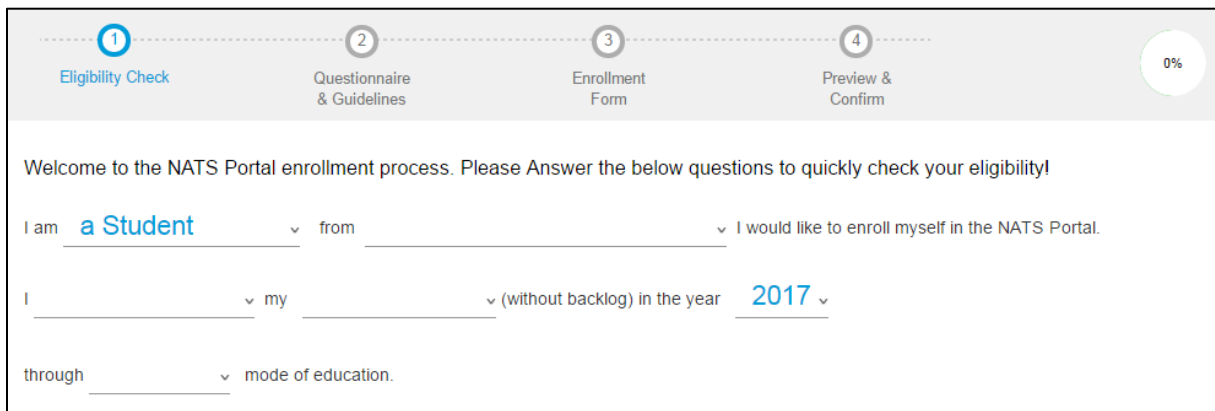 1 2 3 4
0%
Eligibility Check Questionnaire & Guidelines Enrollment Form Preview & Confirm
Welcome to the NATS Portal enrollment process. Please Answer the below questions to quickly check your eligibility!
I am a Student from I would like to enroll myself in the NATS Portal.
I my (without backlog) in the year 2017
through mode of education.